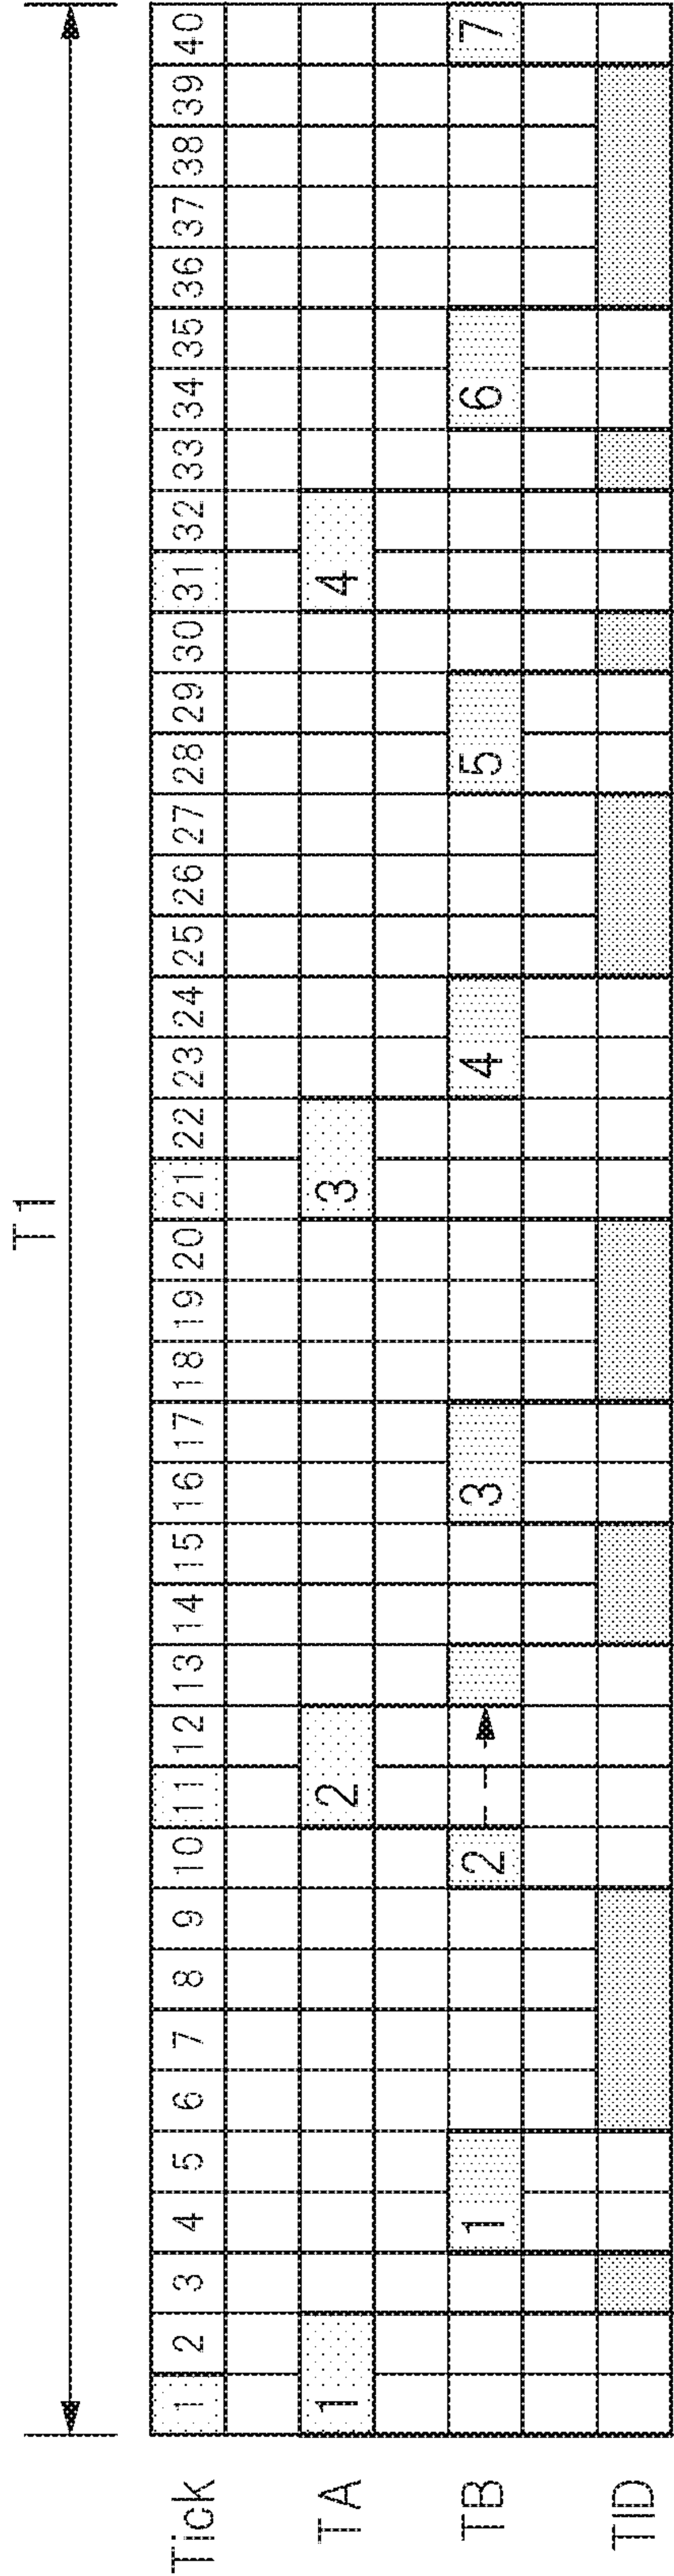 T1
Tick 1 2 3 4 5 6 7 8 9 10 11 12 13 14 15 16 17 18 19 20 21 22 23 24 25 26 27 28 29 30 31 32 33 34 35 36 37 38 39 40
TA 1 2 3 4
TB 1 2 3 4 5 6 7
TID